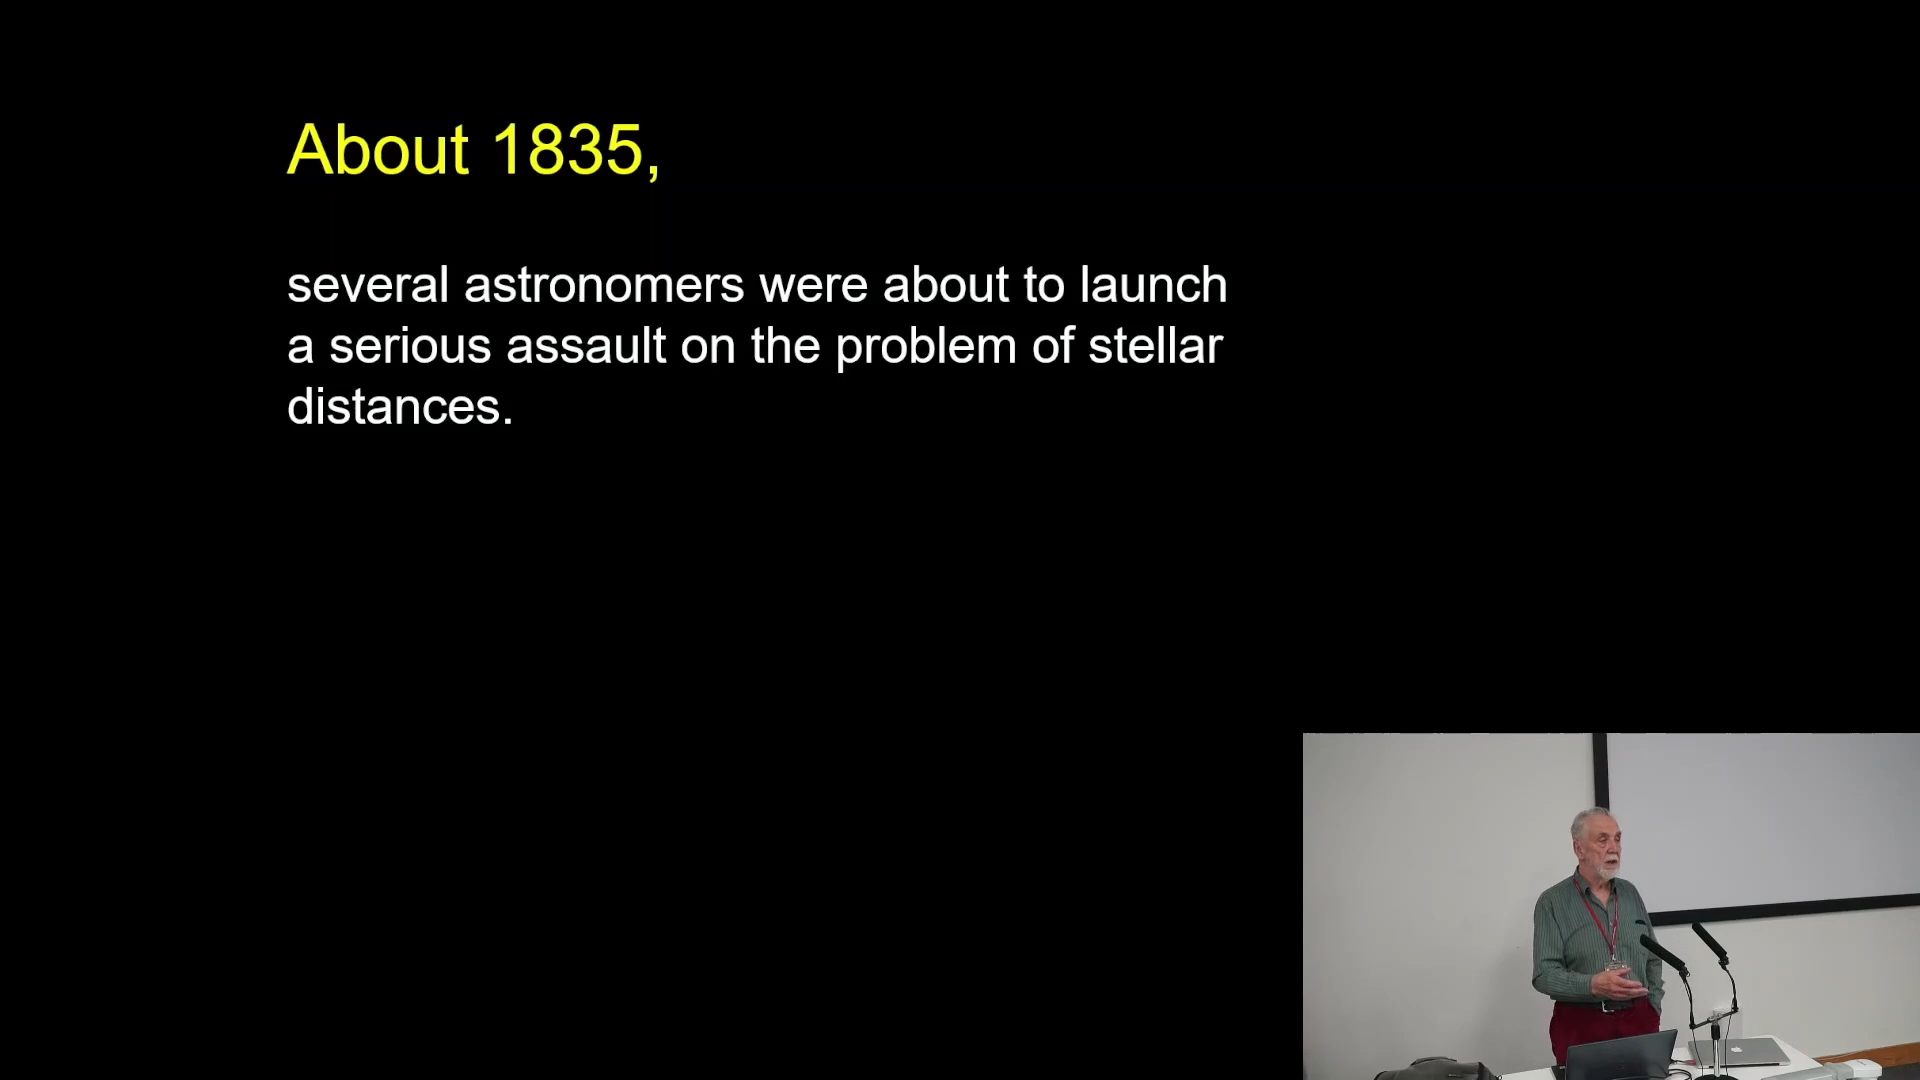 About 1835,
several astronomers were about to launch
a serious assault on the problem of stellar
distances.